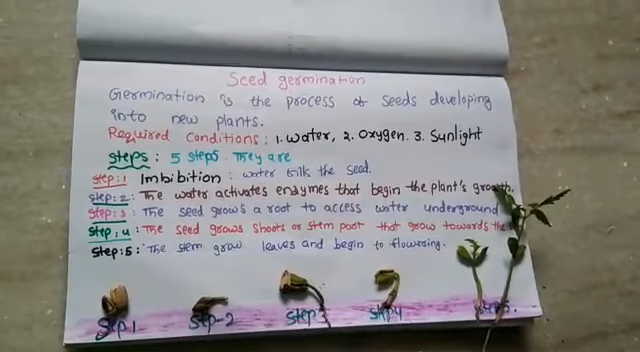 Seed germination
Germination is the process of seeds developing
into new plants.
Required Conditions : 1. water, 2. Oxygen. 3. Sunlight
steps : 5 steps They are
step:1 Imbibition : water fills the seed.
step:2: The water activates enzymes that begin the plant's growth.
step:3 : The seed grows a root to access water underground
step:4 : The seed grows shoots or stem part that grow towards the
step:5 : The stem grow leaves and begin to flowering.
step 1 step-2 step 3 step 4 step 5.